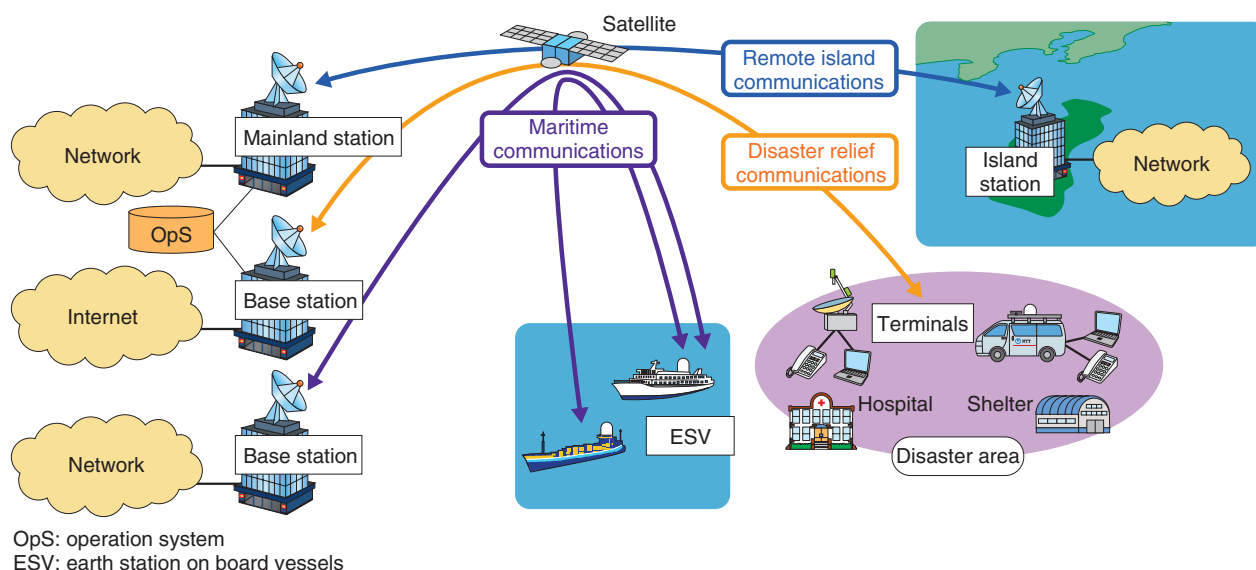 Satellite
Remote island
communications
Mainland station
Maritime
communications
Disaster relief
communications
Network
Island
station
Network
OpS
Base station
Internet
Terminals
NTT
Hospital
Shelter
Base station
Network
ESV
Disaster area
OpS: operation system
ESV: earth station on board vessels